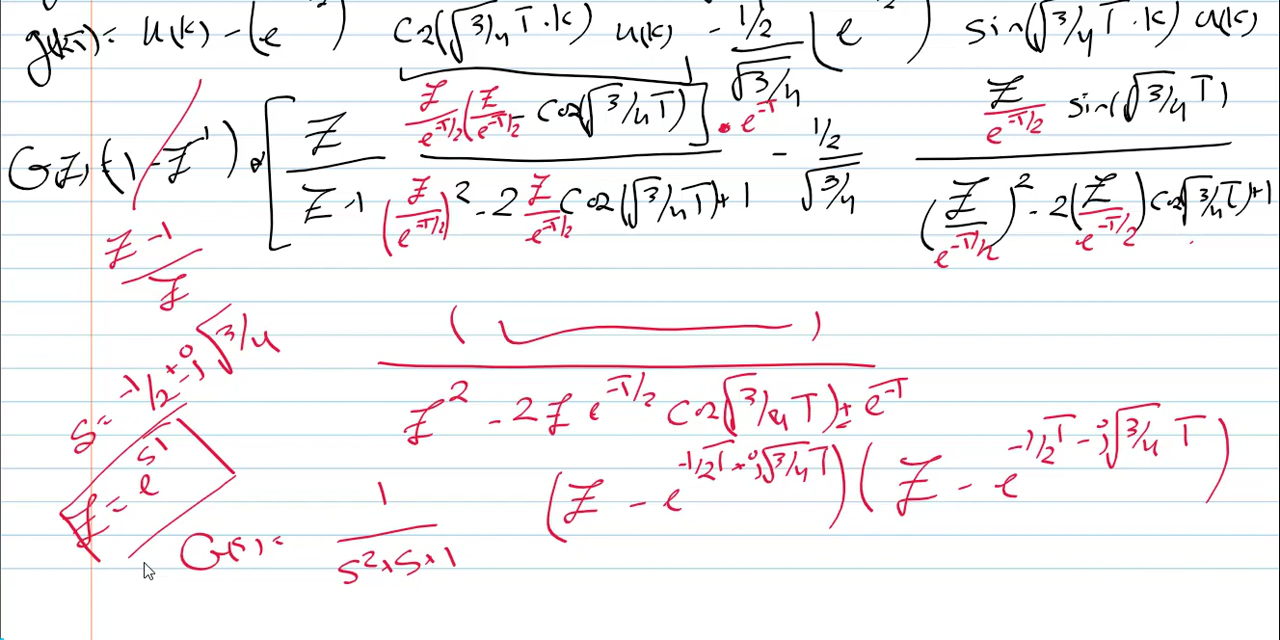 g(kT) = u(k) - (e ) cos(√3/4 T·k) u(k) - 1/2 / √3/4 (e ) sin(√3/4 T·k) u(k)
G(z) = (1 - z^-1) · [ z / z-1 - z/e^-T/2 ( z/e^-T/2 - cos(√3/4 T) ] · e^-T / (z/e^-T/2)^2 - 2 z/e^-T/2 cos(√3/4 T) + 1 - 1/2 / √3/4 z/e^-T/2 sin(√3/4 T) / (z/e^-T/2)^2 - 2(z/e^-T/2) cos(√3/4 T) + 1
z-1 / z
( )
z^2 - 2z e^-T/2 cos(√3/4 T) + e^-T
s = -1/2 ± j√3/4
(z - e^-1/2T + j√3/4 T) (z - e^-1/2T - j√3/4 T)
z = e^sT
G(s) = 1 / s^2 + s + 1